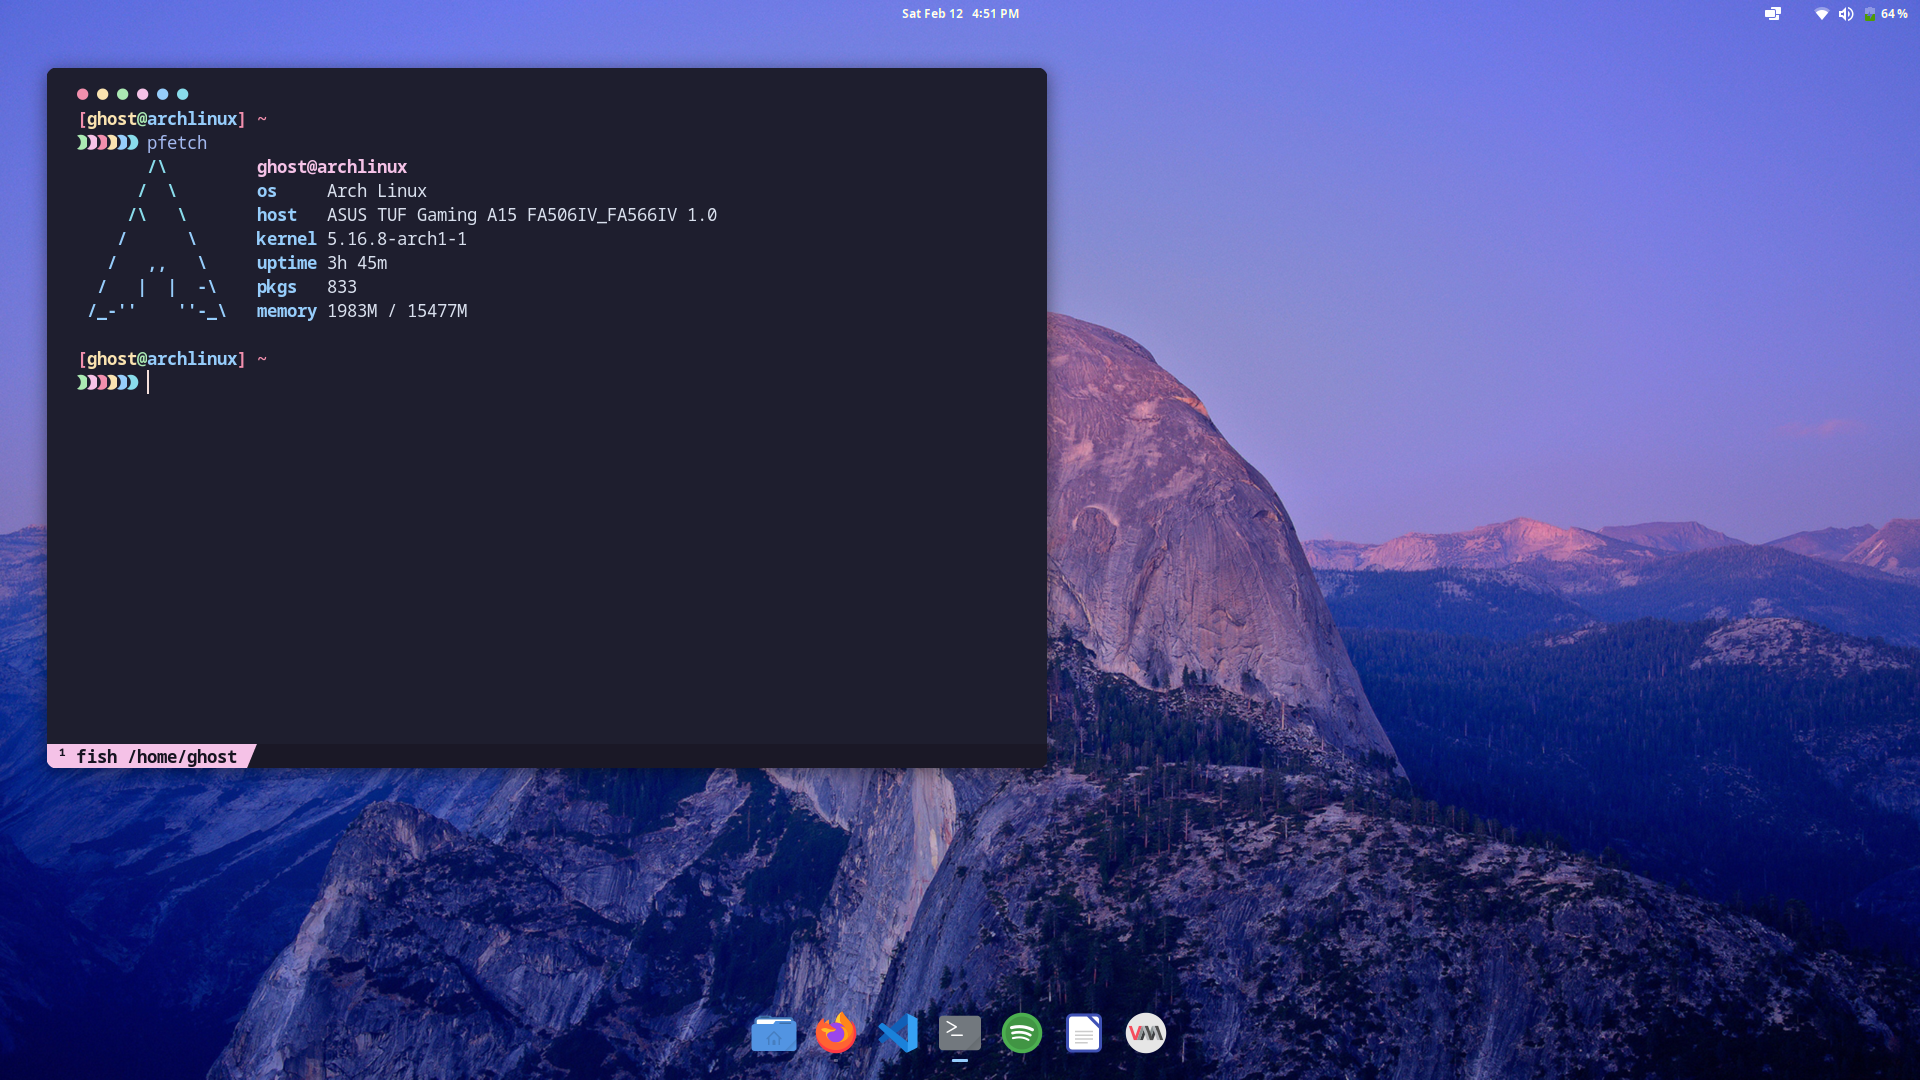 Sat Feb 12 4:51 PM
64 %
[ghost@archlinux] ~
pfetch
ghost@archlinux
os Arch Linux
host ASUS TUF Gaming A15 FA506IV_FA566IV 1.0
kernel 5.16.8-arch1-1
uptime 3h 45m
pkgs 833
memory 1983M / 15477M
[ghost@archlinux] ~
1 fish /home/ghost
>_
VM